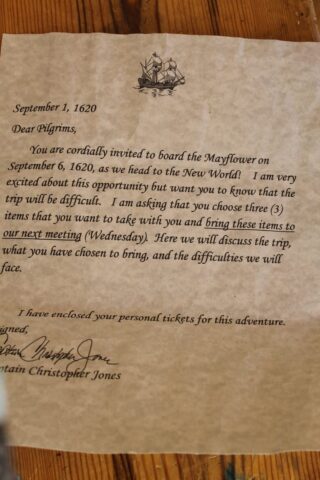 September 1, 1620
Dear Pilgrims,
You are cordially invited to board the Mayflower on
September 6, 1620, as we head to the New World! I am very
excited about this opportunity but want you to know that the
trip will be difficult. I am asking that you choose three (3)
items that you want to take with you and bring these items to
our next meeting (Wednesday). Here we will discuss the trip,
what you have chosen to bring, and the difficulties we will
face.
I have enclosed your personal tickets for this adventure.
igned,
Christopher Jones
ptain Christopher Jones